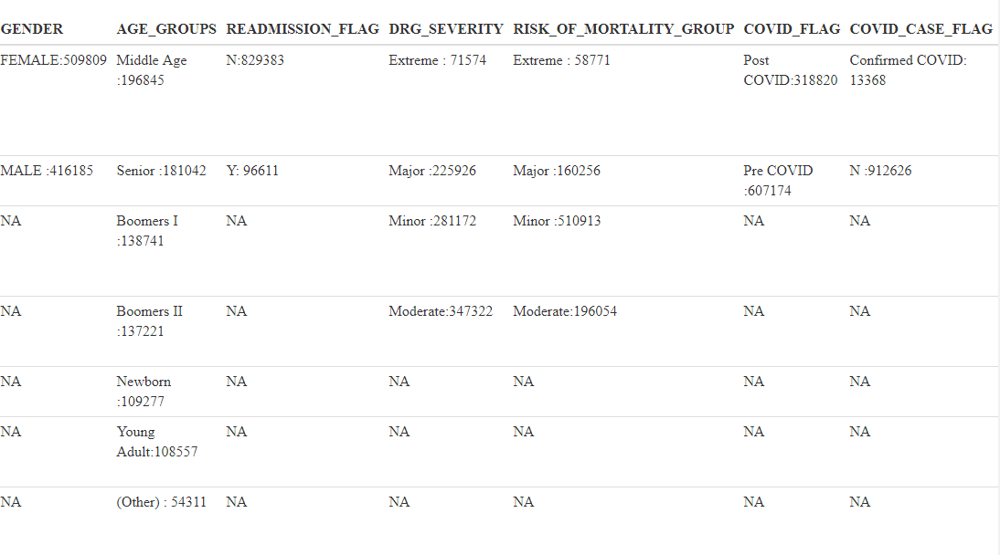 GENDER AGE_GROUPS READMISSION_FLAG DRG_SEVERITY RISK_OF_MORTALITY_GROUP COVID_FLAG COVID_CASE_FLAG
FEMALE:509809 Middle Age N:829383 Extreme : 71574 Extreme : 58771 Post Confirmed COVID:
:196845 COVID:318820 13368
MALE :416185 Senior :181042 Y: 96611 Major :225926 Major :160256 Pre COVID N :912626
:607174
NA Boomers I NA Minor :281172 Minor :510913 NA NA
:138741
NA Boomers II NA Moderate:347322 Moderate:196054 NA NA
:137221
NA Newborn NA NA NA NA NA
:109277
NA Young NA NA NA NA NA
Adult:108557
NA (Other) : 54311 NA NA NA NA NA